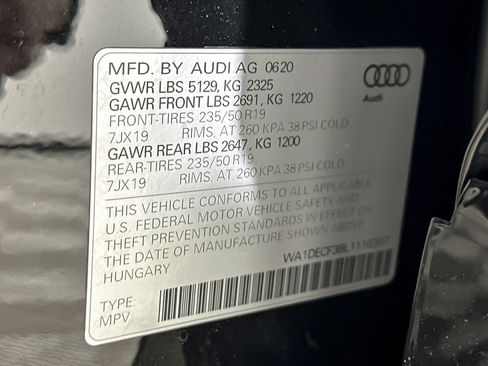 MFD. BY AUDI AG 0620
GVWR LBS 5129, KG 2325
GAWR FRONT LBS 2691, KG 1220
FRONT-TIRES 235/50 R19
7JX19 RIMS, AT 260 KPA 38 PSI COLD
GAWR REAR LBS 2647, KG 1200
REAR-TIRES 235/50 R19
7JX19 RIMS, AT 260 KPA 38 PSI COLD
THIS VEHICLE CONFORMS TO ALL APPLICABLE
U.S. FEDERAL MOTOR VEHICLE SAFETY AND
THEFT PREVENTION STANDARDS IN EFFECT ON
THE DATE OF MANUFACTURE SHOWN ABOVE
HUNGARY
TYPE:
MPV
Audi